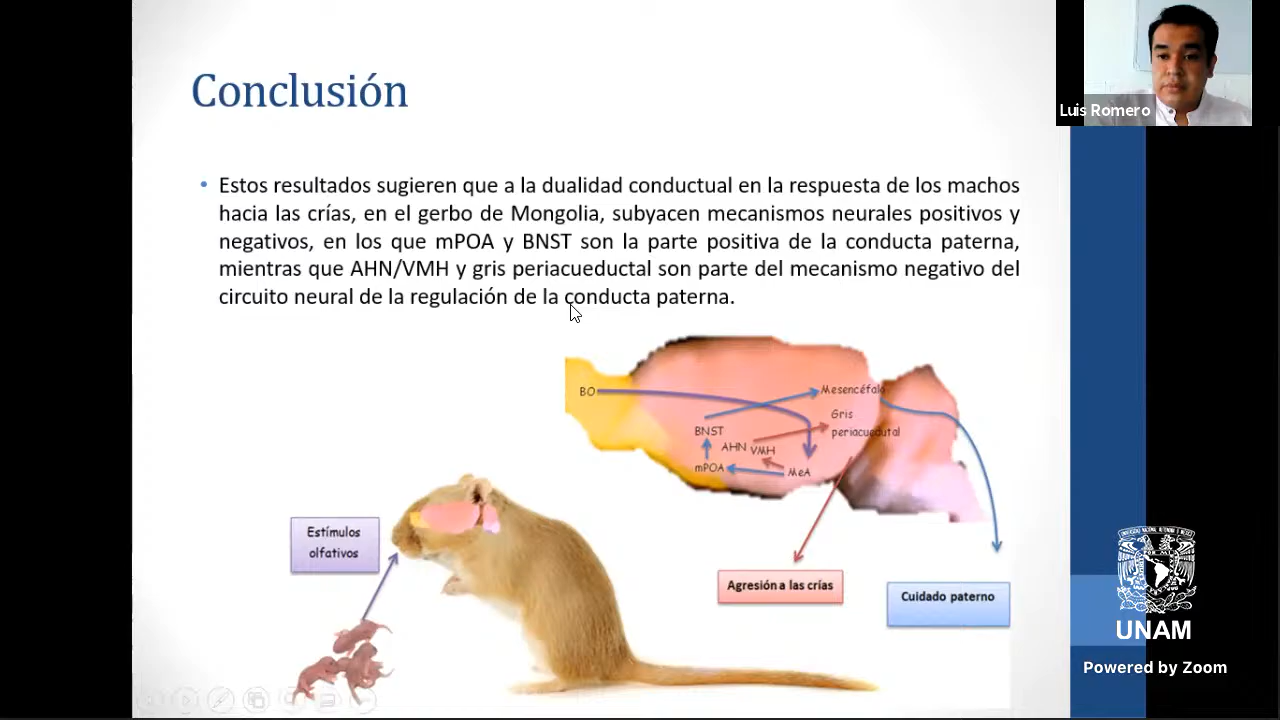 Conclusión
Luis Romero
• Estos resultados sugieren que a la dualidad conductual en la respuesta de los machos
hacia las crías, en el gerbo de Mongolia, subyacen mecanismos neurales positivos y
negativos, en los que mPOA y BNST son la parte positiva de la conducta paterna,
mientras que AHN/VMH y gris periacueductal son parte del mecanismo negativo del
circuito neural de la regulación de la conducta paterna.
BO
Mesencéfalo
Gris
periacuedutal
BNST
AHN
VMH
mPOA
MeA
Estímulos
olfativos
Agresión a las crías
Cuidado paterno
UNAM
Powered by Zoom